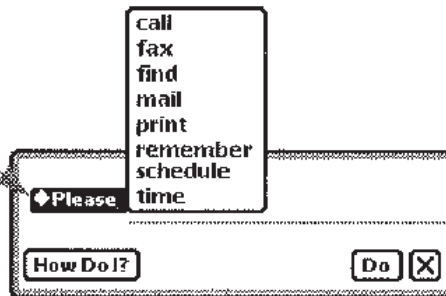 call
fax
find
mail
print
remember
schedule
◆Please time
How Do I? Do X